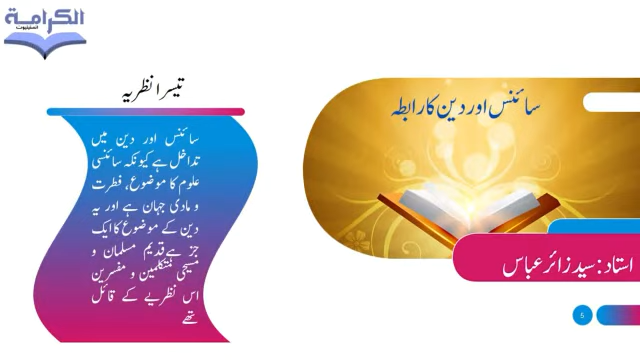 الكرامة
انسٹیٹیوٹ
تیسرا نظریہ
سائنس اور دین میں
تداخل ہے کیونکہ سائنسی
علوم کا موضوع، فطرت
و مادی جہان ہے اور یہ
دین کے موضوع کا ایک
جز ہے قدیم مسلمان و
مسیحی متکلمین و مفسرین
اس نظریے کے قائل
تھے
سائنس اور دین کا رابطہ
استاد: سید زائر عباس
5